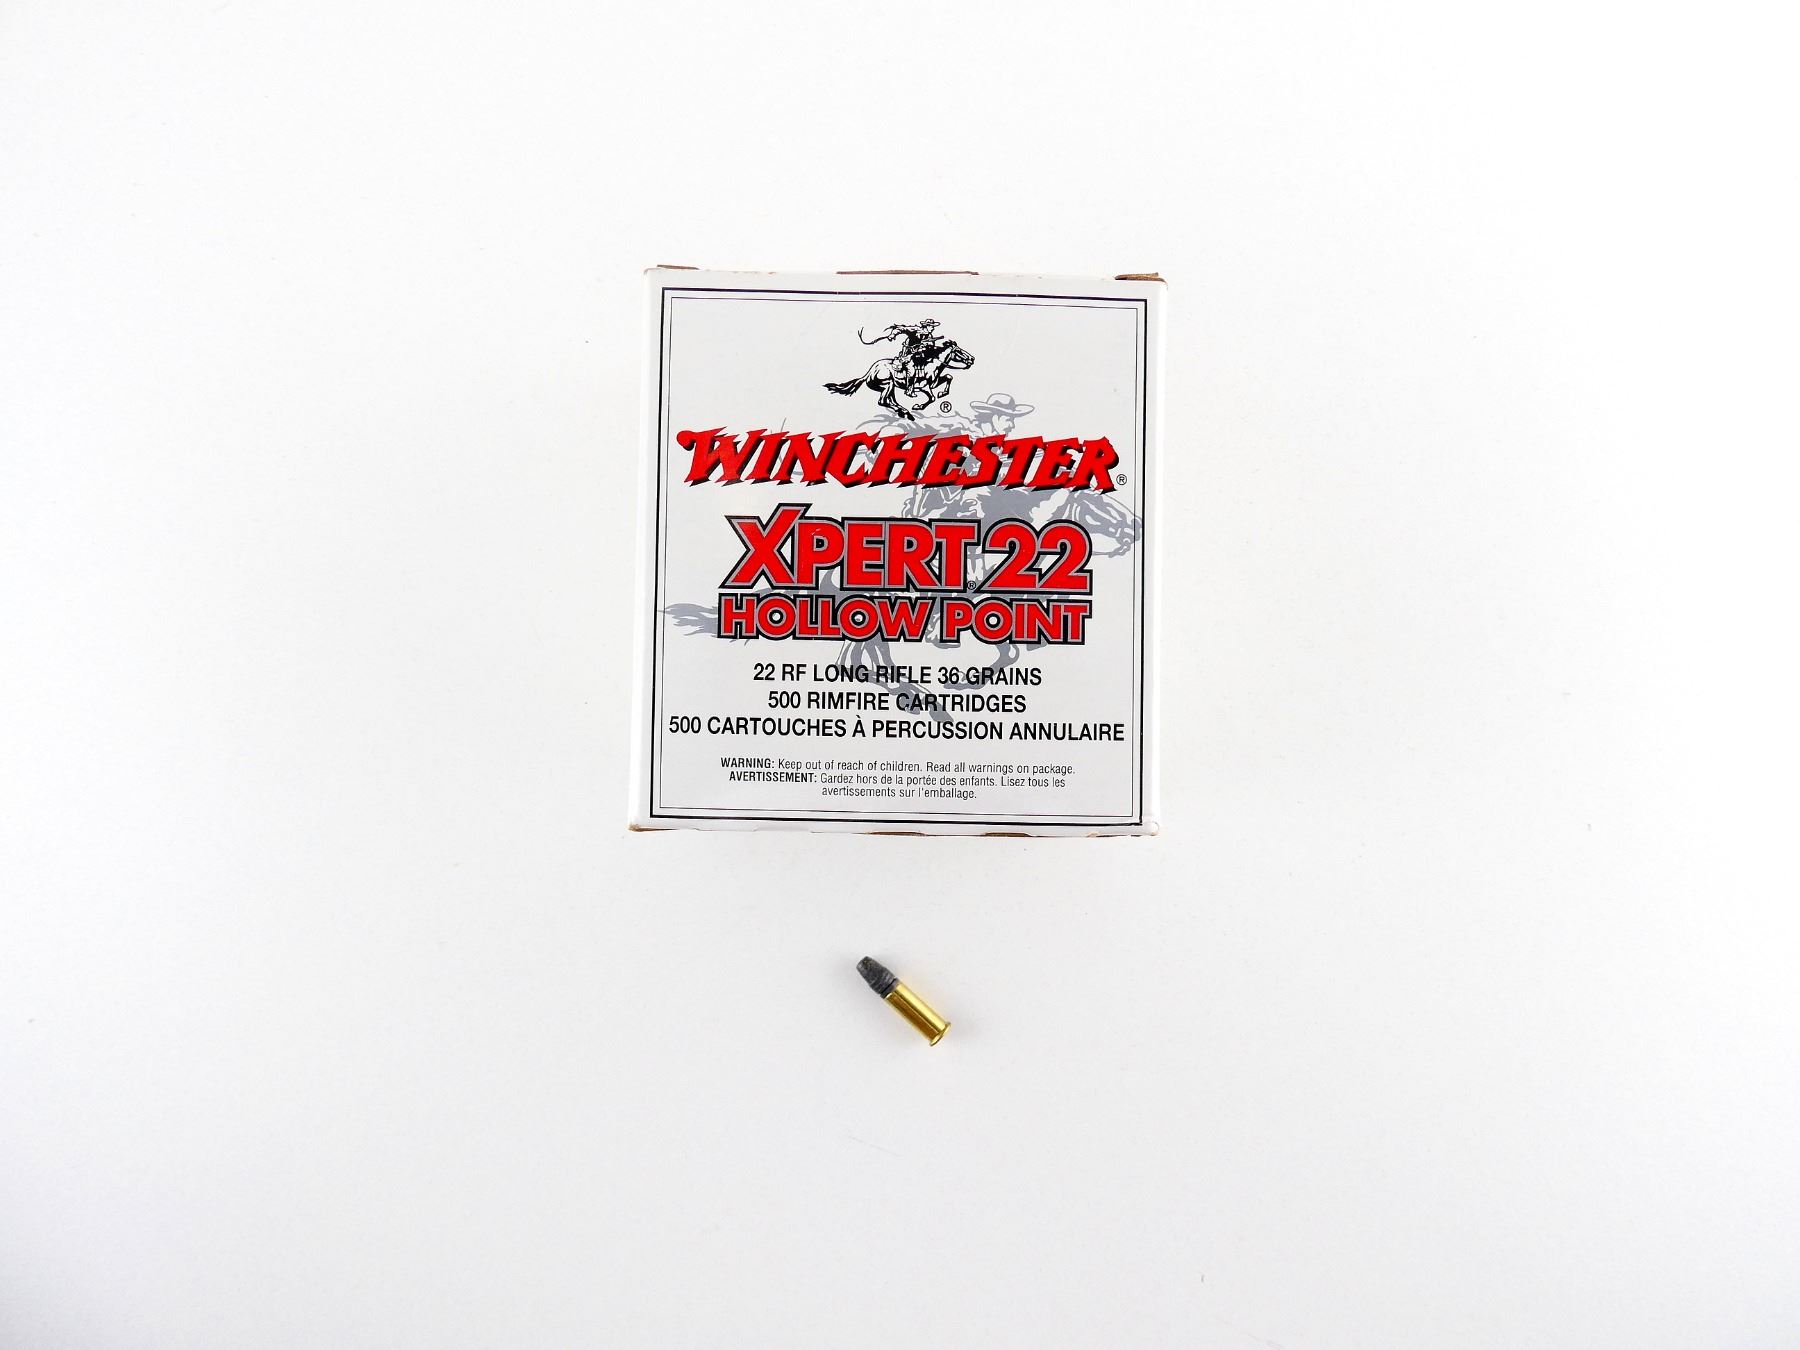 ®
WINCHESTER®
XPERT®22
HOLLOW POINT
22 RF LONG RIFLE 36 GRAINS
500 RIMFIRE CARTRIDGES
500 CARTOUCHES À PERCUSSION ANNULAIRE
WARNING: Keep out of reach of children. Read all warnings on package.
AVERTISSEMENT: Gardez hors de la portée des enfants. Lisez tous les
avertissements sur l'emballage.